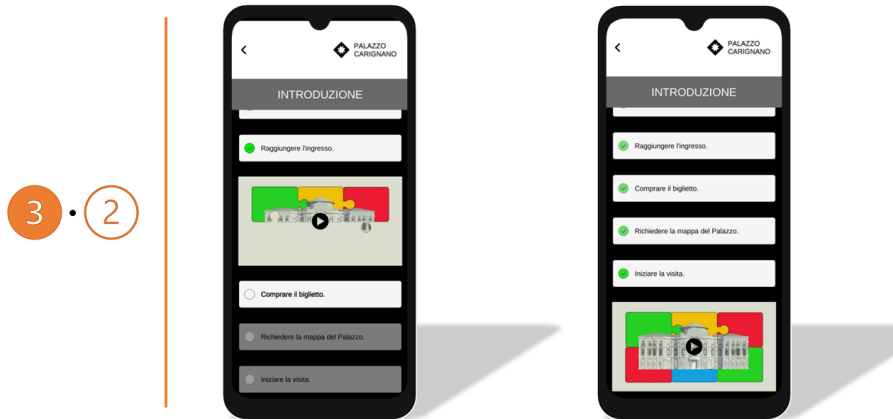 3 · 2
PALAZZO
CARIGNANO
INTRODUZIONE
Raggiungere l'ingresso.
Comprare il biglietto.
Richiedere la mappa del Palazzo.
Iniziare la visita.
PALAZZO
CARIGNANO
INTRODUZIONE
Raggiungere l'ingresso.
Comprare il biglietto.
Richiedere la mappa del Palazzo.
Iniziare la visita.